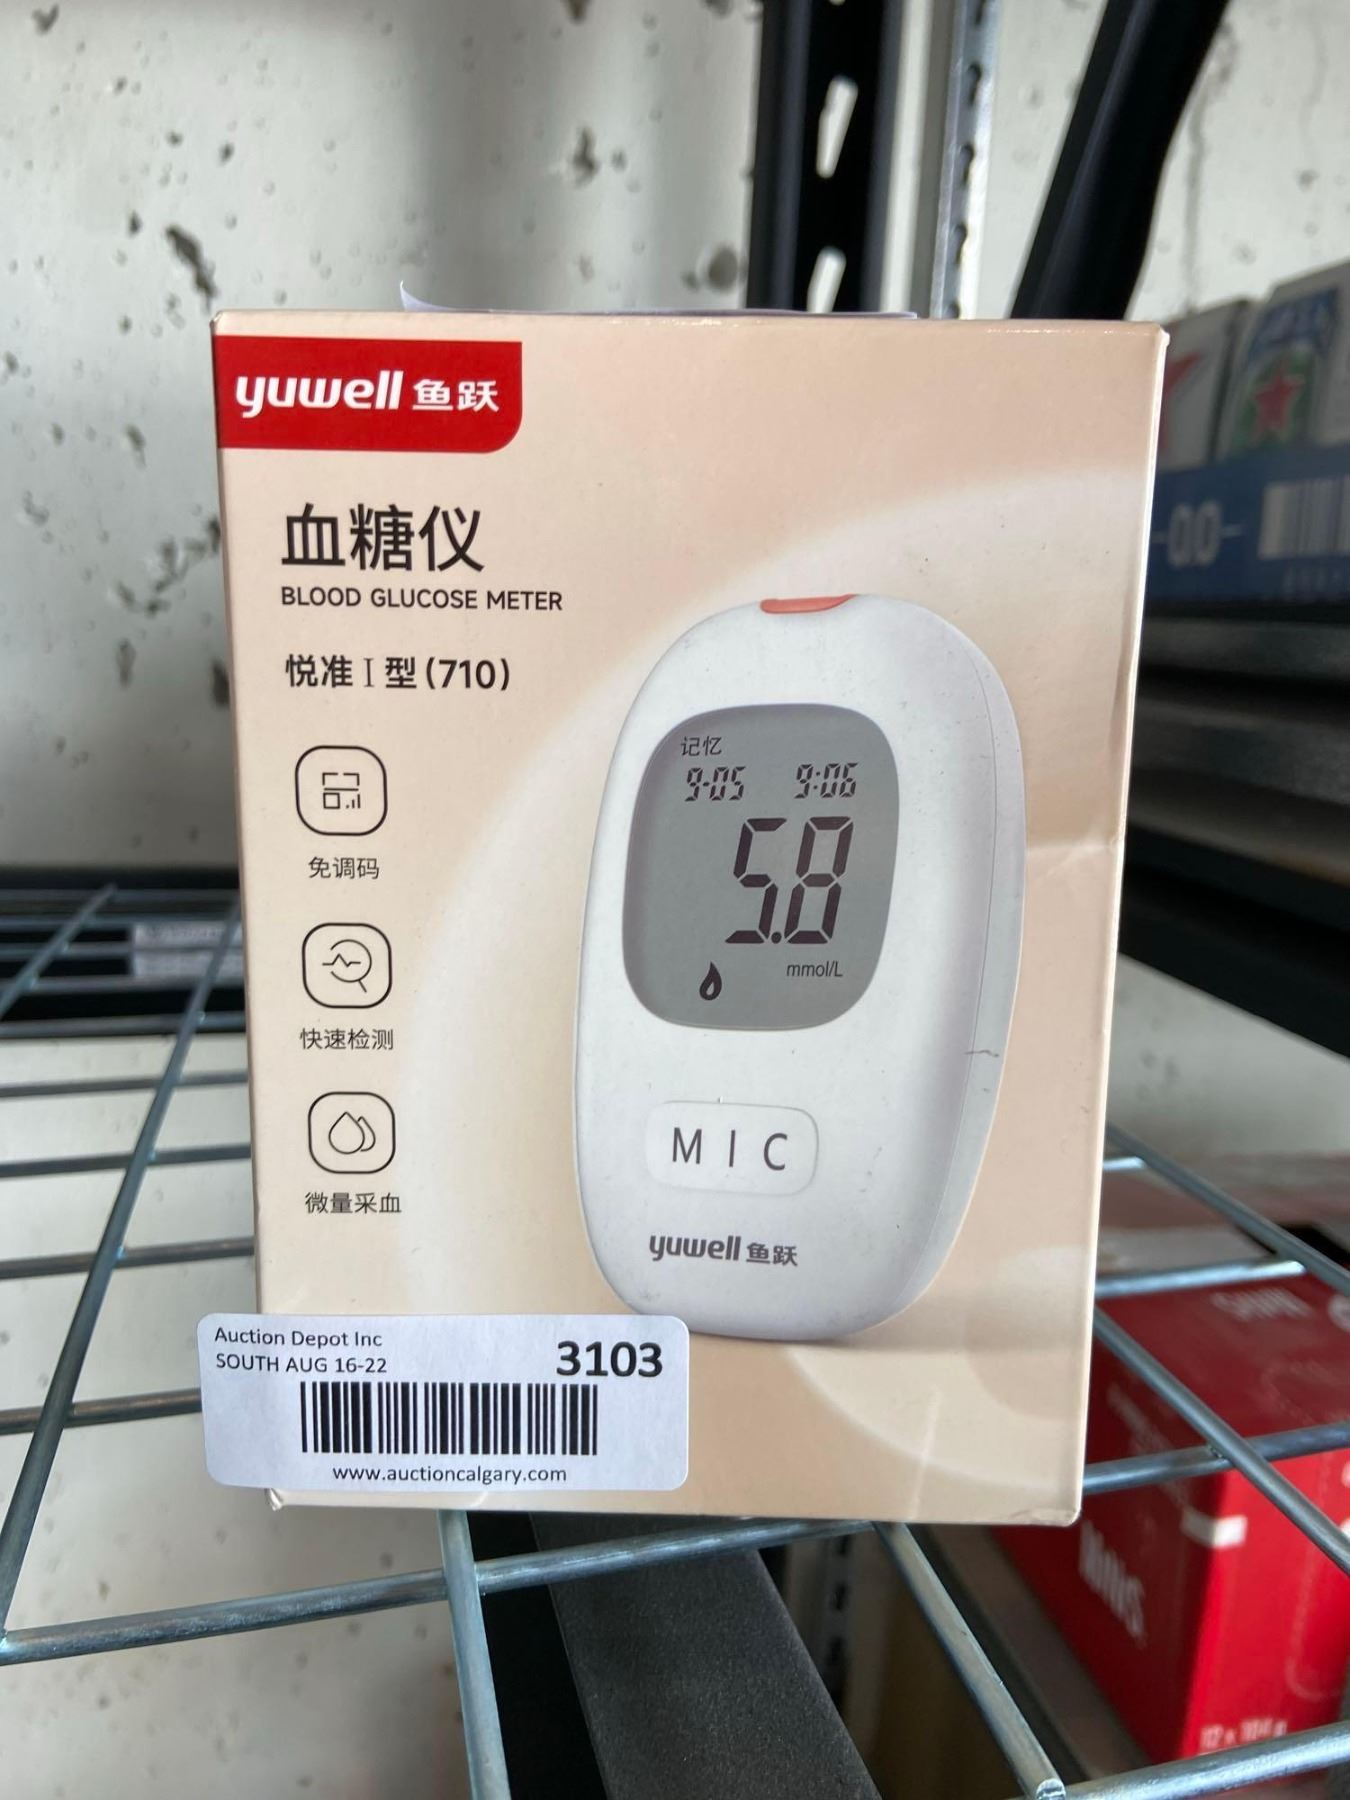 yuwell 鱼跃
血糖仪
BLOOD GLUCOSE METER
悦准 I 型 (710)
免调码
快速检测
微量采血
记忆
9-05 9:06
5.8
mmol/L
M I C
yuwell 鱼跃
Auction Depot Inc
SOUTH AUG 16-22
3103
www.auctioncalgary.com
0.0